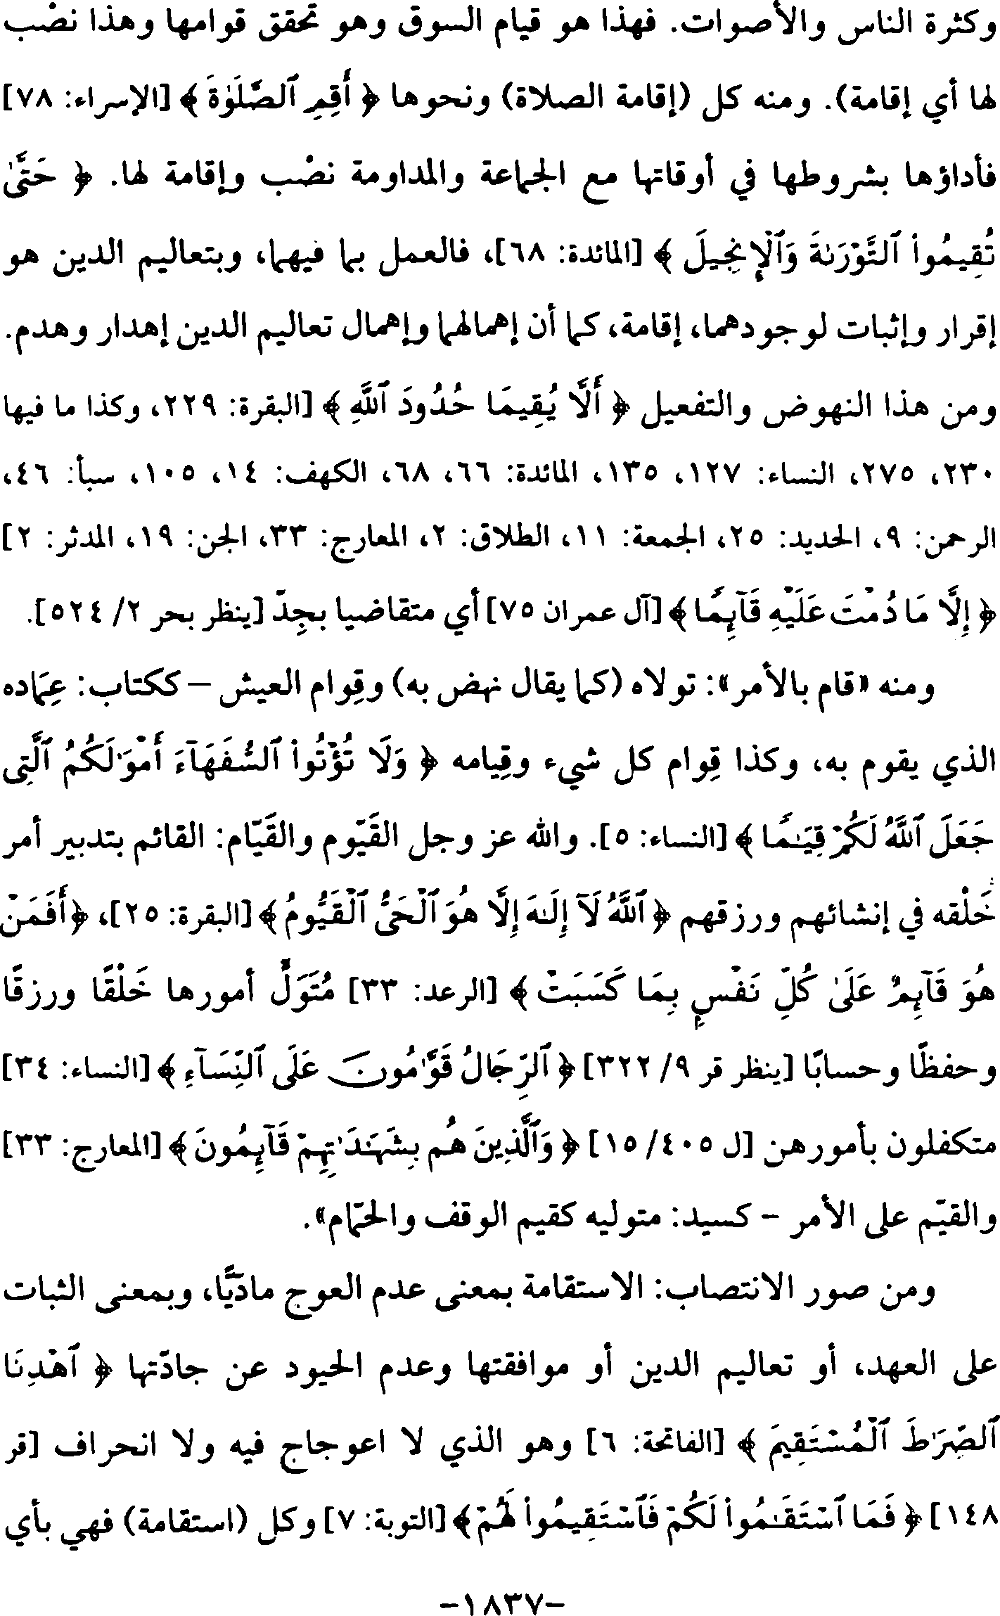 وكثرة الناس والأصوات. فهذا هو قيام السوق وهو تحقق قوامها وهذا نصْب
لها أي إقامة). ومنه كل (إقامة الصلاة) ونحوها ﴿ أَقِمِ ٱلصَّلَوٰةَ ﴾ [الإسراء: ٧٨]
فأداؤها بشروطها في أوقاتها مع الجماعة والمداومة نصْب وإقامة لها. ﴿ حَتَّىٰ
تُقِيمُوا۟ ٱلتَّوْرَىٰةَ وَٱلْإِنجِيلَ ﴾ [المائدة: ٦٨]، فالعمل بما فيهما، وبتعاليم الدين هو
إقرار وإثبات لوجودهما، إقامة، كما أن إهمالهما وإهمال تعاليم الدين إهدار وهدم.
ومن هذا النهوض والتفعيل ﴿ أَلَّا يُقِيمَا حُدُودَ ٱللَّهِ ﴾ [البقرة: ٢٢٩، وكذا ما فيها
٢٣٠، ٢٧٥، النساء: ١٢٧، ١٣٥، المائدة: ٦٦، ٦٨، الكهف: ١٤، ١٠٥، سبأ: ٤٦،
الرحمن: ٩، الحديد: ٢٥، الجمعة: ١١، الطلاق: ٢، المعارج: ٣٣، الجن: ١٩، المدثر: ٢]
﴿ إِلَّا مَا دُمْتَ عَلَيْهِ قَآئِمًا ﴾ [آل عمران ٧٥] أي متقاضيا بجِدّ [ينظر بحر ٢/ ٥٢٤].
ومنه «قام بالأمر»: تولاه (كما يقال نهض به) وقِوام العيش – ككتاب: عِمَاده
الذي يقوم به، وكذا قِوام كل شيء وقِيامه ﴿ وَلَا تُؤْتُوا۟ ٱلسُّفَهَآءَ أَمْوَٰلَكُمُ ٱلَّتِى
جَعَلَ ٱللَّهُ لَكُمْ قِيَـٰمًا ﴾ [النساء: ٥]. والله عز وجل القَيّوم والقَيّام: القائم بتدبير أمر
خَلْقه في إنشائهم ورزقهم ﴿ ٱللَّهُ لَآ إِلَـٰهَ إِلَّا هُوَ ٱلْحَىُّ ٱلْقَيُّومُ ﴾ [البقرة: ٢٥]، ﴿ أَفَمَنْ
هُوَ قَآئِمٌ عَلَىٰ كُلِّ نَفْسٍۭ بِمَا كَسَبَتْ ﴾ [الرعد: ٣٣] مُتَوَلٍّ أمورها خَلْقًا ورزقًا
وحفظًا وحسابًا [ينظر قر ٩/ ٣٢٢] ﴿ ٱلرِّجَالُ قَوَّٰمُونَ عَلَى ٱلنِّسَآءِ ﴾ [النساء: ٣٤]
متكفلون بأمورهن [ل ٤٠٥/ ١٥] ﴿ وَٱلَّذِينَ هُم بِشَهَـٰدَٰتِهِمْ قَآئِمُونَ ﴾ [المعارج: ٣٣]
والقيّم على الأمر – كسيد: متوليه كقيم الوقف والحمّام».
ومن صور الانتصاب: الاستقامة بمعنى عدم العوج ماديًّا، وبمعنى الثبات
على العهد، أو تعاليم الدين أو موافقتها وعدم الحيود عن جادّتها ﴿ ٱهْدِنَا
ٱلصِّرَٰطَ ٱلْمُسْتَقِيمَ ﴾ [الفاتحة: ٦] وهو الذي لا اعوجاج فيه ولا انحراف [قر
١٤٨] ﴿ فَمَا ٱسْتَقَـٰمُوا۟ لَكُمْ فَٱسْتَقِيمُوا۟ لَهُمْ ﴾ [التوبة: ٧] وكل (استقامة) فهي بأي
-١٨٣٧-